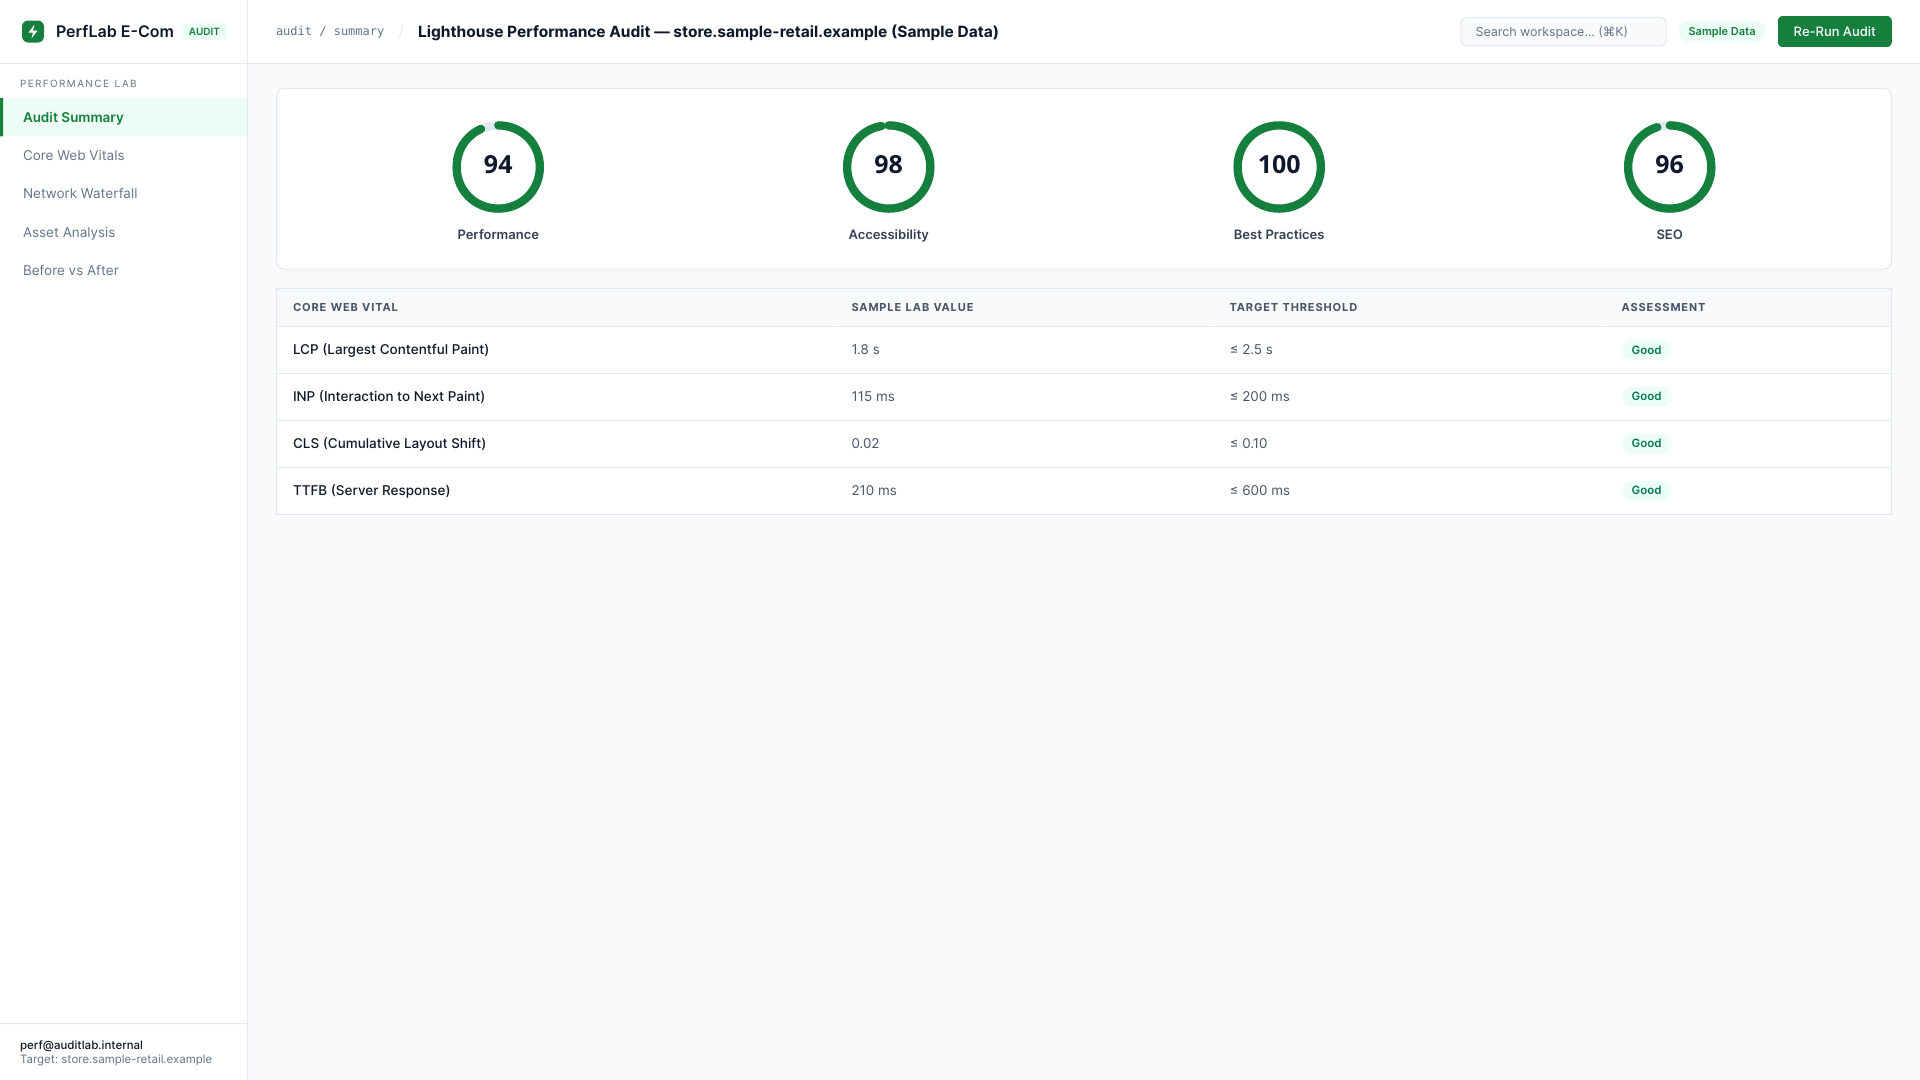 PerfLab E-Com AUDIT
PERFORMANCE LAB
Audit Summary
Core Web Vitals
Network Waterfall
Asset Analysis
Before vs After
perf@auditlab.internal
Target: store.sample-retail.example
audit / summary / Lighthouse Performance Audit — store.sample-retail.example (Sample Data)
Search workspace... (⌘K)
Sample Data
Re-Run Audit
94
Performance
98
Accessibility
100
Best Practices
96
SEO
CORE WEB VITAL SAMPLE LAB VALUE TARGET THRESHOLD ASSESSMENT
LCP (Largest Contentful Paint) 1.8 s ≤ 2.5 s Good
INP (Interaction to Next Paint) 115 ms ≤ 200 ms Good
CLS (Cumulative Layout Shift) 0.02 ≤ 0.10 Good
TTFB (Server Response) 210 ms ≤ 600 ms Good